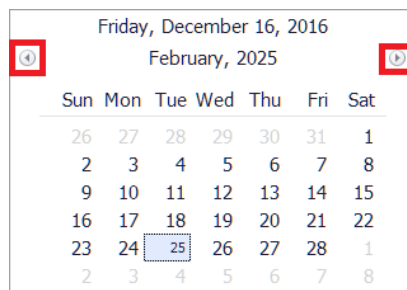 Friday, December 16, 2016
February, 2025
Sun Mon Tue Wed Thu Fri Sat
26 27 28 29 30 31 1
2 3 4 5 6 7 8
9 10 11 12 13 14 15
16 17 18 19 20 21 22
23 24 25 26 27 28 1
2 3 4 5 6 7 8